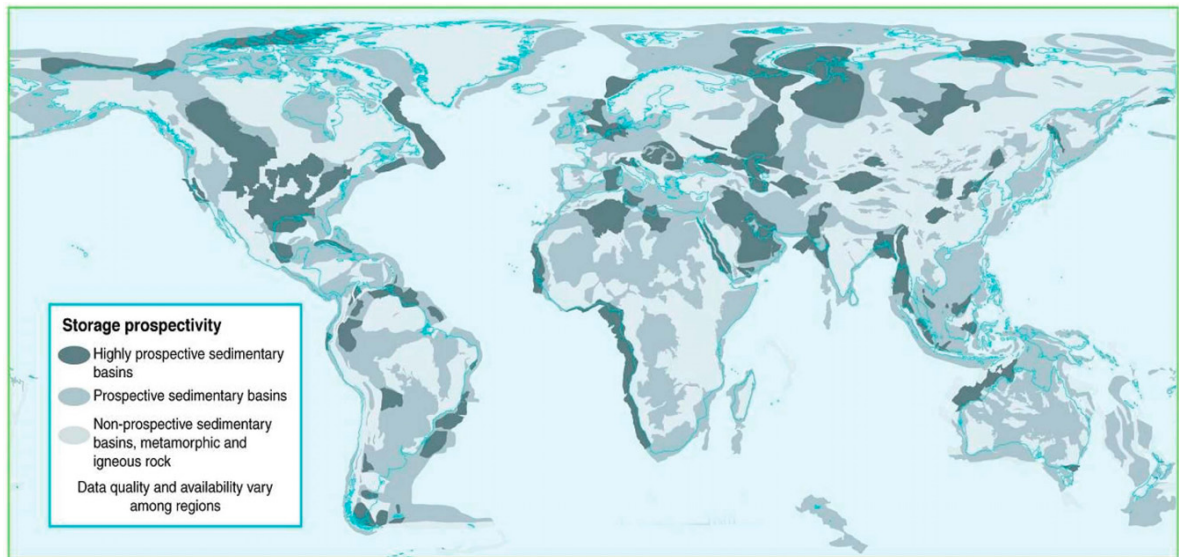 Storage prospectivity
Highly prospective sedimentary
basins
Prospective sedimentary basins
Non-prospective sedimentary
basins, metamorphic and
igneous rock
Data quality and availability vary
among regions